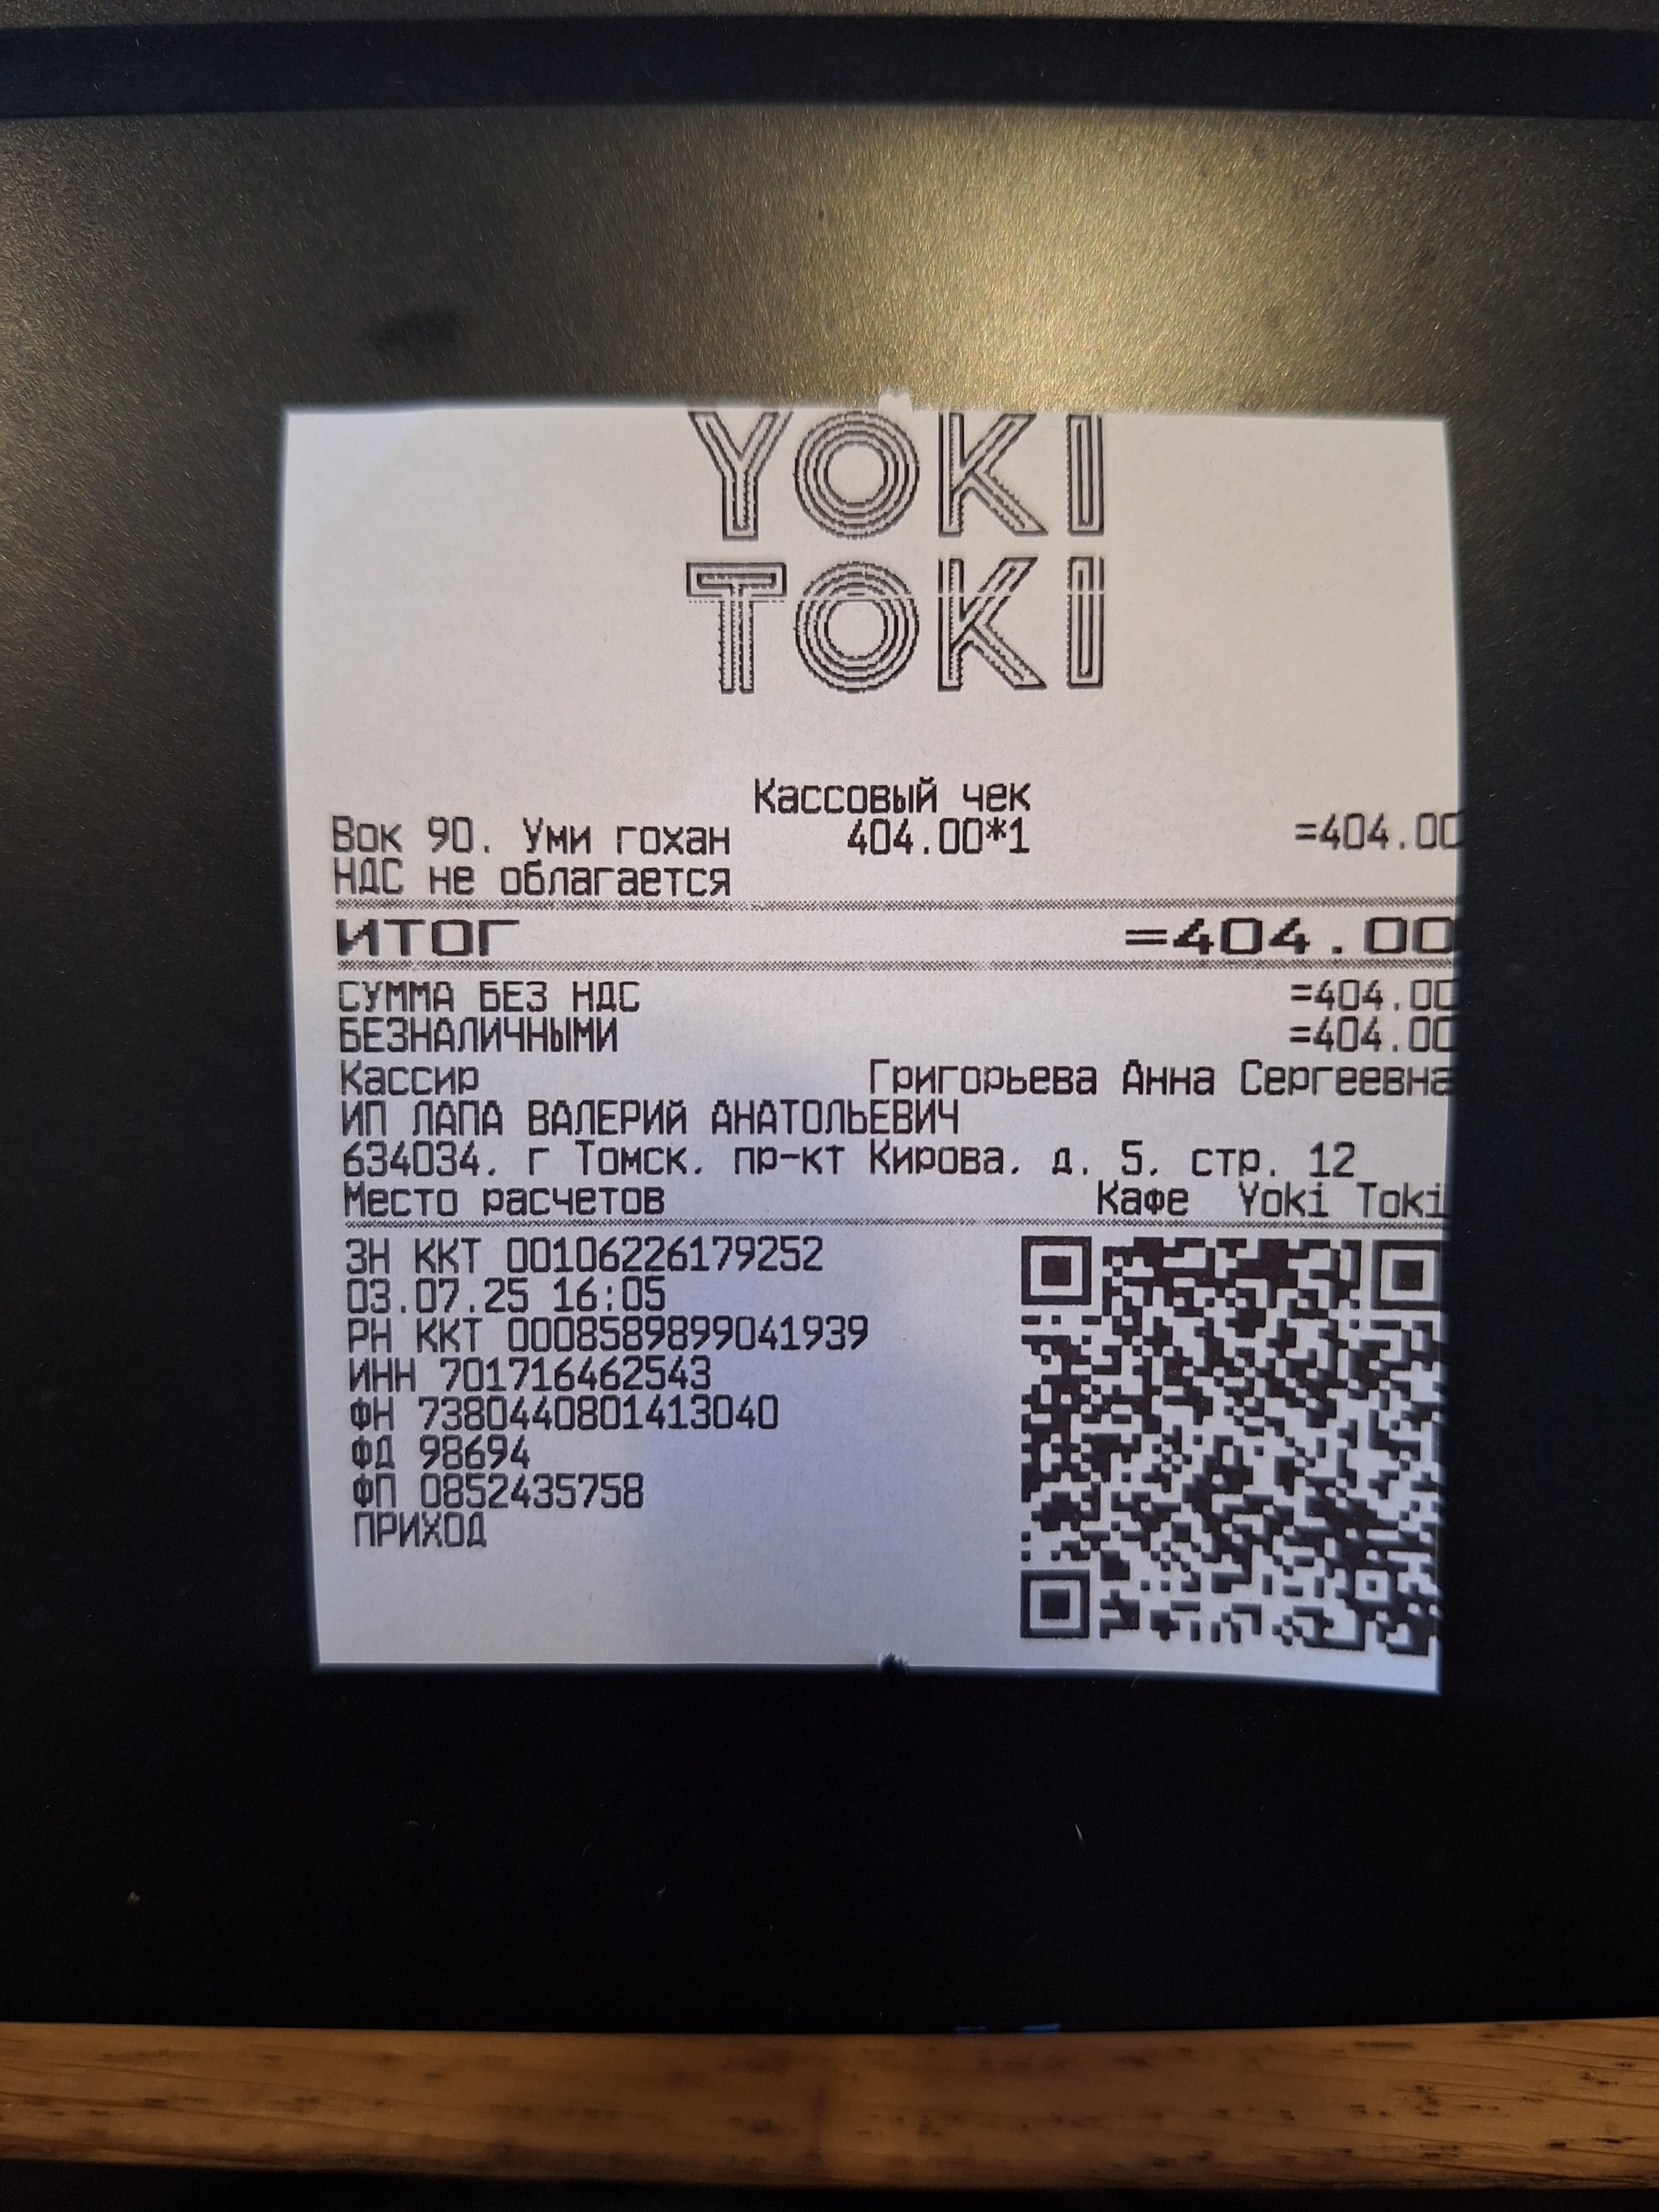 YOKI
TOKI
Кассовый чек
Вок 90. Уми гохан 404.00*1 =404.00
НДС не облагается
ИТОГ =404.00
СУММА БЕЗ НДС =404.00
БЕЗНАЛИЧНЫМИ =404.00
Кассир Григорьева Анна Сергеевна
ИП ЛАПА ВАЛЕРИЙ АНАТОЛЬЕВИЧ
634034, г Томск, пр-кт Кирова, д. 5, стр. 12
Место расчетов Кафе Yoki Toki
ЗН ККТ 00106226179252
03.07.25 16:05
РН ККТ 0008589899041939
ИНН 701716462543
ФН 7380440801413040
ФД 98694
ФП 0852435758
ПРИХОД